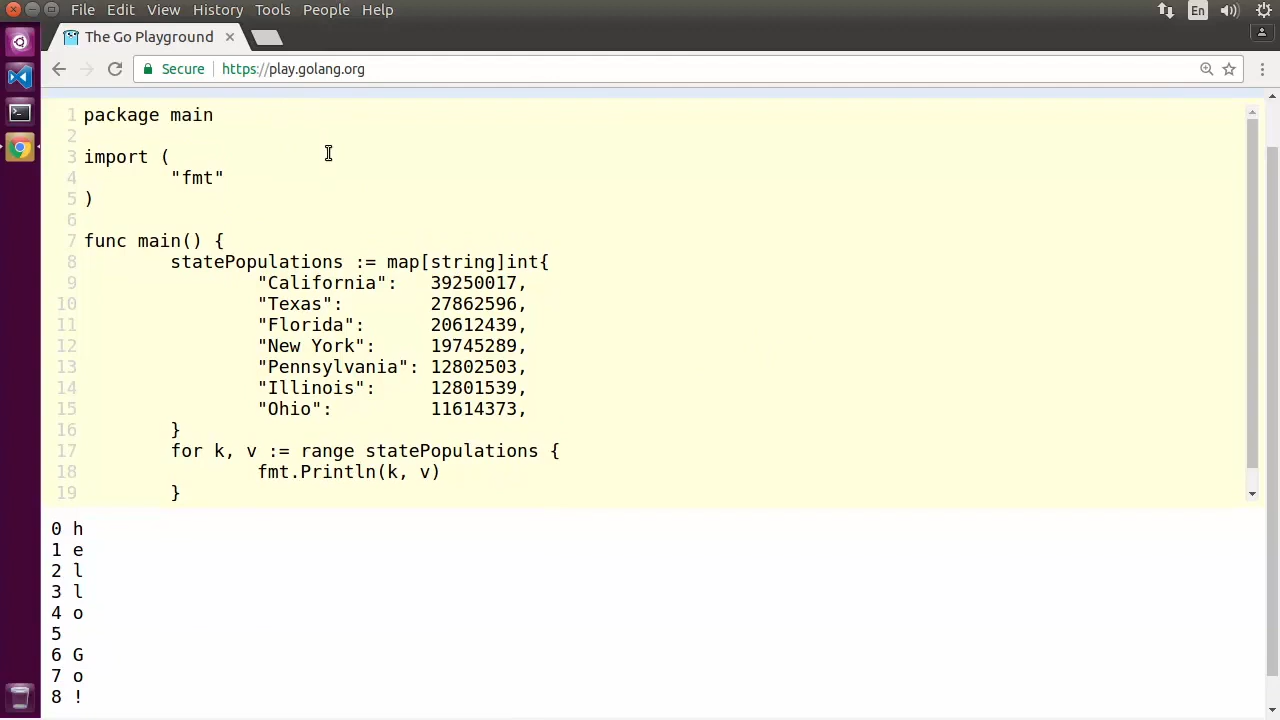 File Edit View History Tools People Help
En
The Go Playground
Secure https://play.golang.org
1 package main
2
3 import (
4 "fmt"
5 )
6
7 func main() {
8 statePopulations := map[string]int{
9 "California": 39250017,
10 "Texas": 27862596,
11 "Florida": 20612439,
12 "New York": 19745289,
13 "Pennsylvania": 12802503,
14 "Illinois": 12801539,
15 "Ohio": 11614373,
16 }
17 for k, v := range statePopulations {
18 fmt.Println(k, v)
19 }
0 h
1 e
2 l
3 l
4 o
5
6 G
7 o
8 !